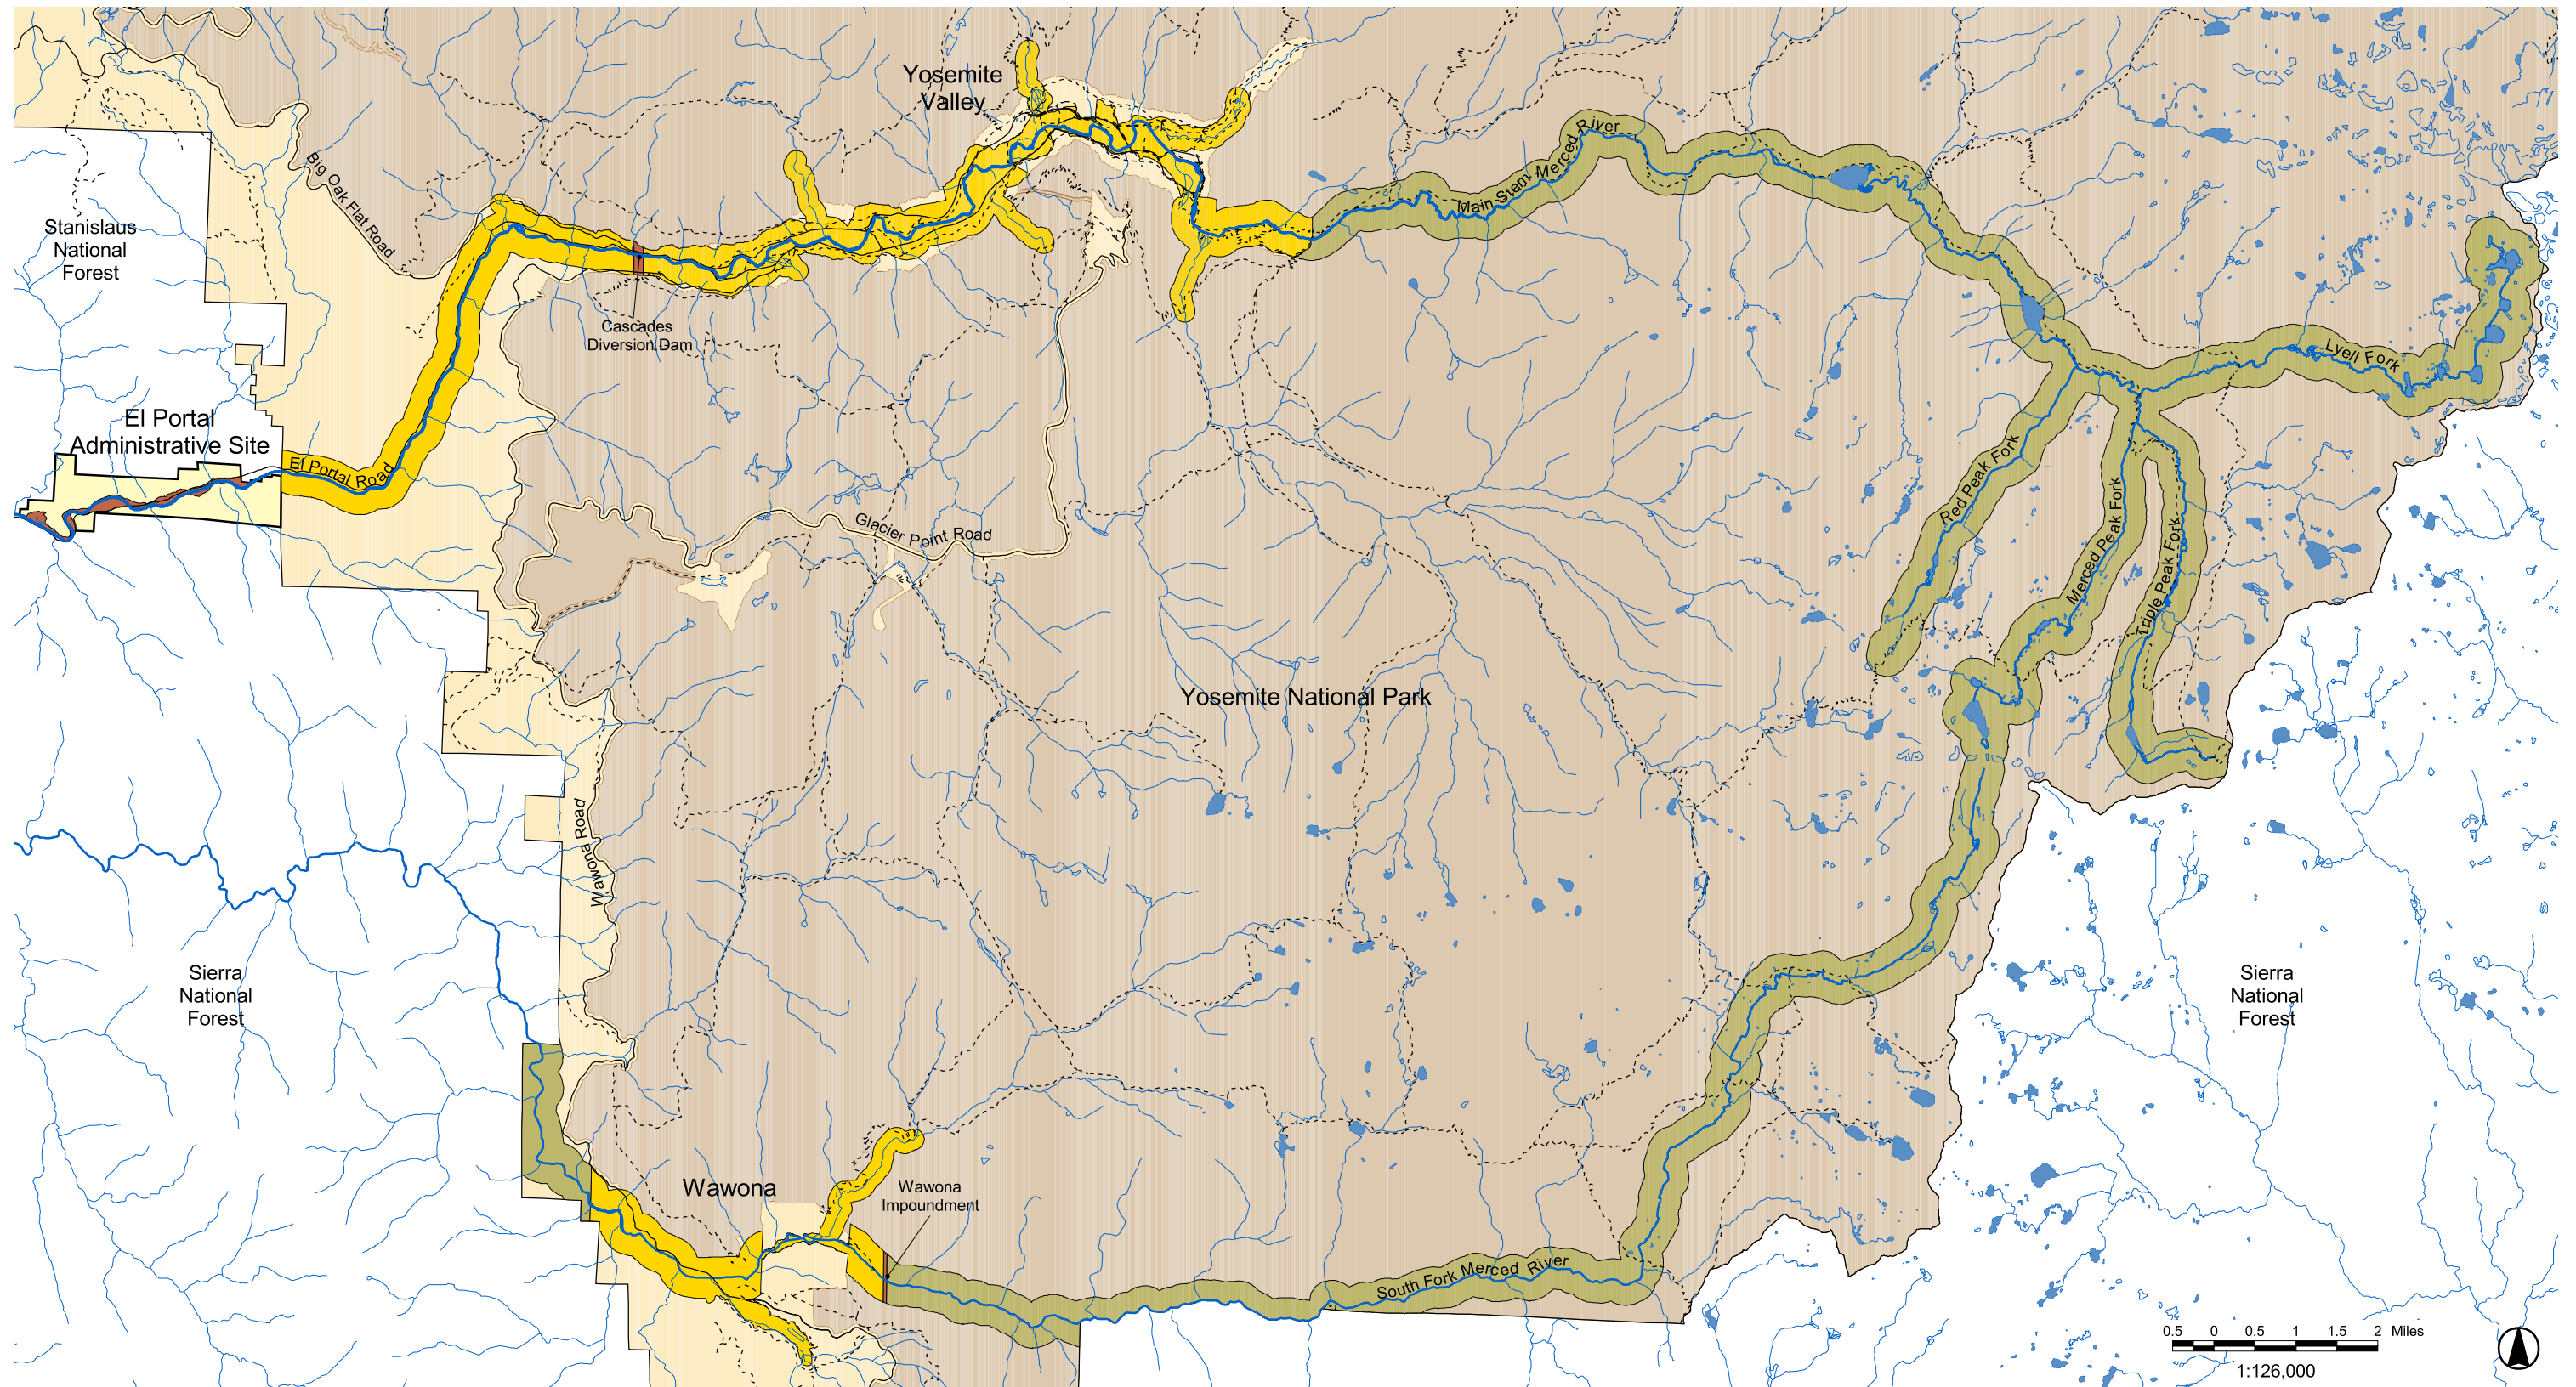 Yosemite
Valley
Main Stem Merced River
Big Oak Flat Road
Stanislaus
National
Forest
Cascades
Diversion Dam
Lyell Fork
El Portal
Administrative Site
El Portal Road
Red Peak Fork
Merced Peak Fork
Triple Peak Fork
Glacier Point Road
Yosemite National Park
Wawona Road
Sierra
National
Forest
Sierra
National
Forest
Wawona
Wawona
Impoundment
South Fork Merced River
0.5 0 0.5 1 1.5 2 Miles
1:126,000